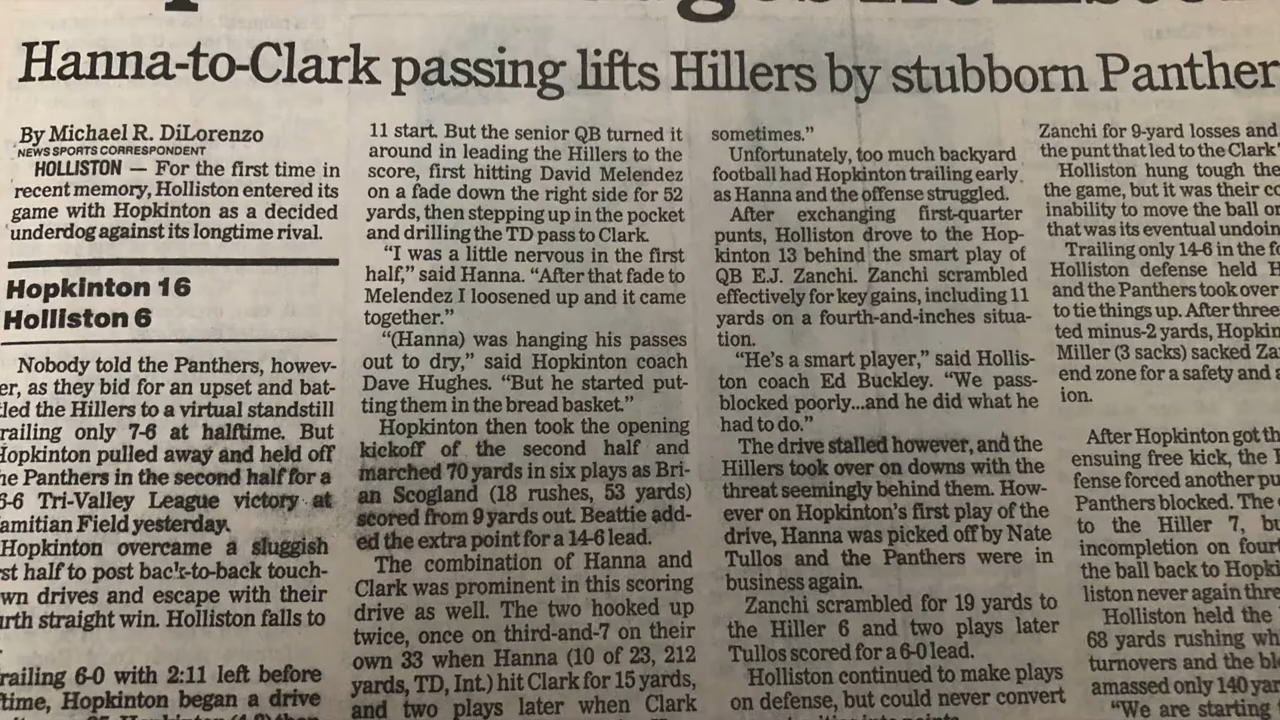 Hanna-to-Clark passing lifts Hillers by stubborn Panther
By Michael R. DiLorenzo
NEWS SPORTS CORRESPONDENT
HOLLISTON — For the first time in
recent memory, Holliston entered its
game with Hopkinton as a decided
underdog against its longtime rival.
Hopkinton 16
Holliston 6
Nobody told the Panthers, howev-
er, as they bid for an upset and bat-
tled the Hillers to a virtual standstill
railing only 7-6 at halftime. But
Hopkinton pulled away and held off
he Panthers in the second half for a
6-6 Tri-Valley League victory at
amitian Field yesterday.
Hopkinton overcame a sluggish
rst half to post back-to-back touch-
wn drives and escape with their
urth straight win. Holliston falls to
railing 6-0 with 2:11 left before
time, Hopkinton began a drive
11 start. But the senior QB turned it
around in leading the Hillers to the
score, first hitting David Melendez
on a fade down the right side for 52
yards, then stepping up in the pocket
and drilling the TD pass to Clark.
"I was a little nervous in the first
half," said Hanna. "After that fade to
Melendez I loosened up and it came
together."
"(Hanna) was hanging his passes
out to dry," said Hopkinton coach
Dave Hughes. "But he started put-
ting them in the bread basket."
Hopkinton then took the opening
kickoff of the second half and
marched 70 yards in six plays as Bri-
an Scogland (18 rushes, 53 yards)
scored from 9 yards out. Beattie add-
ed the extra point for a 14-6 lead.
The combination of Hanna and
Clark was prominent in this scoring
drive as well. The two hooked up
twice, once on third-and-7 on their
own 33 when Hanna (10 of 23, 212
yards, TD, Int.) hit Clark for 15 yards,
and two plays later when Clark
sometimes."
Unfortunately, too much backyard
football had Hopkinton trailing early
as Hanna and the offense struggled.
After exchanging first-quarter
punts, Holliston drove to the Hop-
kinton 13 behind the smart play of
QB E.J. Zanchi. Zanchi scrambled
effectively for key gains, including 11
yards on a fourth-and-inches situa-
tion.
"He's a smart player," said Hollis-
ton coach Ed Buckley. "We pass-
blocked poorly...and he did what he
had to do."
The drive stalled however, and the
Hillers took over on downs with the
threat seemingly behind them. How-
ever on Hopkinton's first play of the
drive, Hanna was picked off by Nate
Tullos and the Panthers were in
business again.
Zanchi scrambled for 19 yards to
the Hiller 6 and two plays later
Tullos scored for a 6-0 lead.
Holliston continued to make plays
on defense, but could never convert
Zanchi for 9-yard losses and
the punt that led to the Clark
Holliston hung tough the
the game, but it was their co
inability to move the ball or
that was its eventual undoin
Trailing only 14-6 in the fo
Holliston defense held H
and the Panthers took over
to tie things up. After three
ted minus-2 yards, Hopkin
Miller (3 sacks) sacked Za
end zone for a safety and a
ion.
After Hopkinton got th
ensuing free kick, the H
fense forced another pu
Panthers blocked. The
to the Hiller 7, bu
incompletion on fourt
the ball back to Hopki
liston never again thre
Holliston held the
68 yards rushing wh
turnovers and the bl
amassed only 140 yar
"We are starting